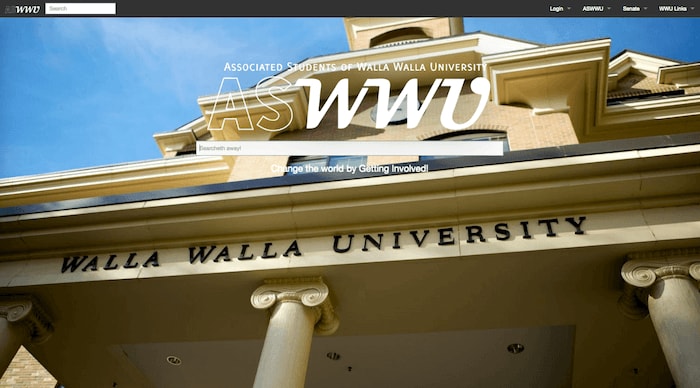 ASWWU Search Login ASWWU Senate WWU Links
Associated Students of Walla Walla University
ASWWU
Searcheth away!
Change the world by Getting Involved!
WALLA WALLA UNIVERSITY